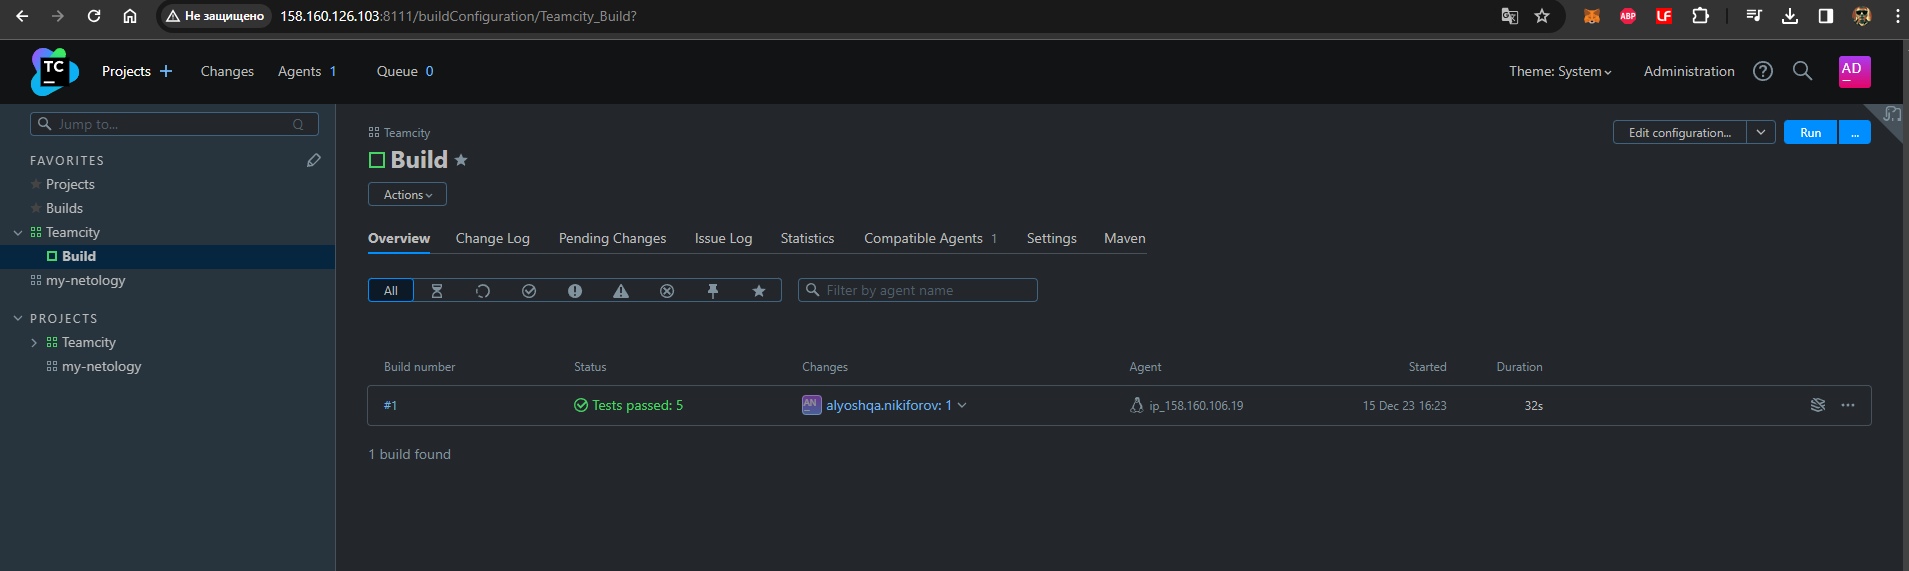 Не защищено 158.160.126.103:8111/buildConfiguration/Teamcity_Build?
ABP
LF
TC
Projects
Changes
Agents 1
Queue 0
Theme: System
Administration
AD
Jump to...
Q
FAVORITES
Projects
Builds
Teamcity
Build
my-netology
PROJECTS
Teamcity
my-netology
Teamcity
Build
Edit configuration...
Run
...
Actions
Overview
Change Log
Pending Changes
Issue Log
Statistics
Compatible Agents 1
Settings
Maven
All
Filter by agent name
Build number
Status
Changes
Agent
Started
Duration
#1
Tests passed: 5
AN
alyoshqa.nikiforov: 1
ip_158.160.106.19
15 Dec 23 16:23
32s
1 build found